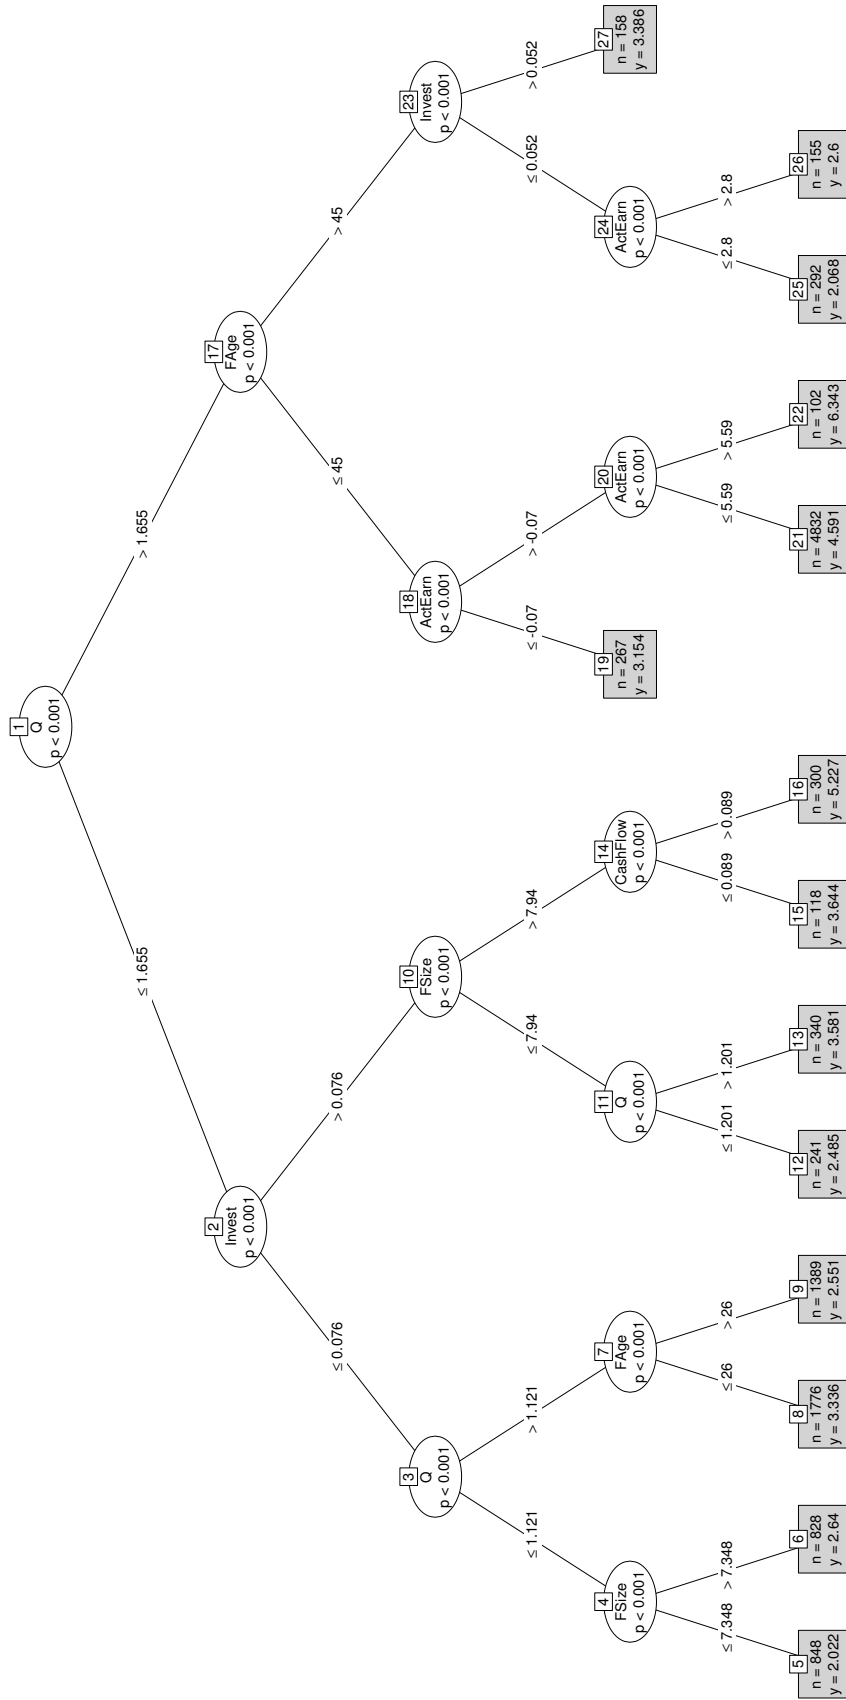 1
Q
p < 0.001
≤ 1.655
> 1.655
2
Invest
p < 0.001
≤ 0.076
> 0.076
3
Q
p < 0.001
≤ 1.121
> 1.121
4
FSize
p < 0.001
≤ 7.348
> 7.348
5
n = 848
y = 2.022
6
n = 828
y = 2.64
7
FAge
p < 0.001
≤ 26
> 26
8
n = 1776
y = 3.336
9
n = 1389
y = 2.551
10
FSize
p < 0.001
≤ 7.94
> 7.94
11
Q
p < 0.001
≤ 1.201
> 1.201
12
n = 241
y = 2.485
13
n = 340
y = 3.581
14
CashFlow
p < 0.001
≤ 0.089
> 0.089
15
n = 118
y = 3.644
16
n = 300
y = 5.227
17
FAge
p < 0.001
≤ 45
> 45
18
ActEarn
p < 0.001
≤ -0.07
> -0.07
19
n = 267
y = 3.154
20
ActEarn
p < 0.001
≤ 5.59
> 5.59
21
n = 4832
y = 4.591
22
n = 102
y = 6.343
23
Invest
p < 0.001
≤ 0.052
> 0.052
24
ActEarn
p < 0.001
≤ 2.8
> 2.8
25
n = 292
y = 2.068
26
n = 155
y = 2.6
27
n = 158
y = 3.386